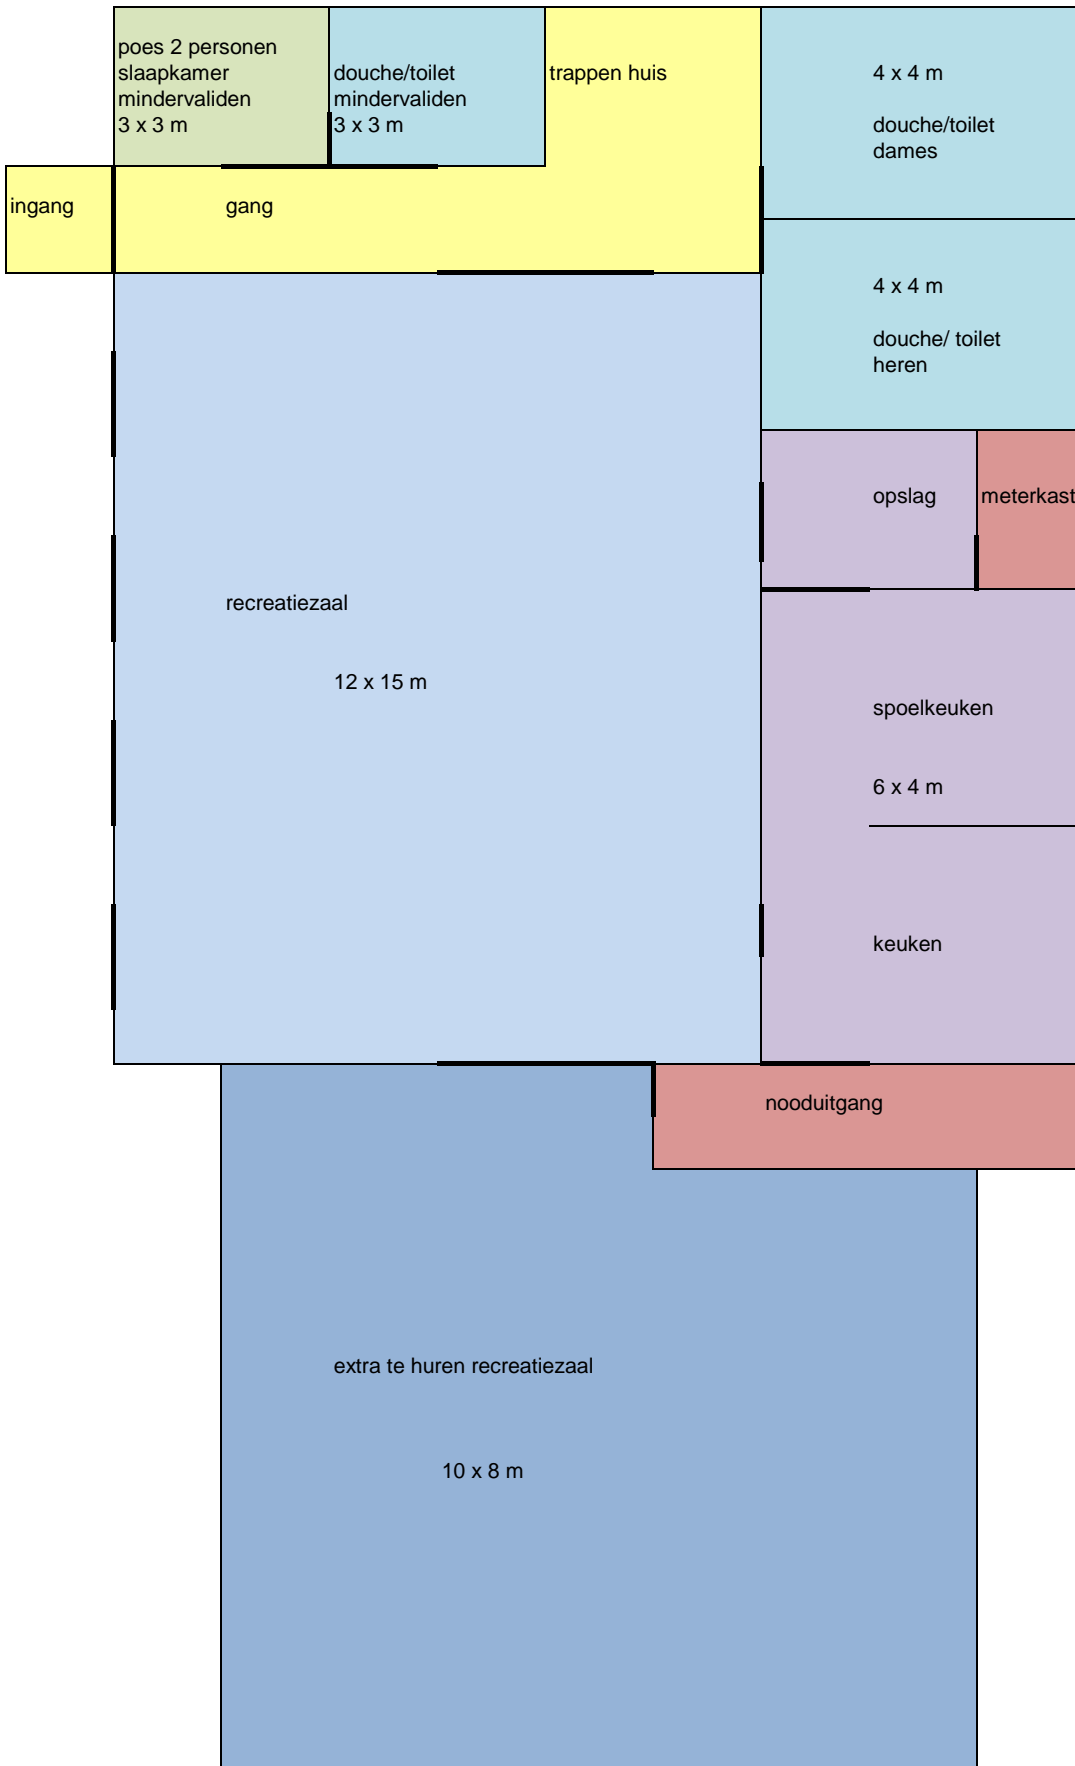 poes 2 personen
slaapkamer
mindervaliden
3 x 3 m
douche/toilet
mindervaliden
3 x 3 m
trappen huis
4 x 4 m
douche/toilet
dames
ingang
gang
4 x 4 m
douche/ toilet
heren
opslag
meterkast
recreatiezaal
12 x 15 m
spoelkeuken
6 x 4 m
keuken
nooduitgang
extra te huren recreatiezaal
10 x 8 m